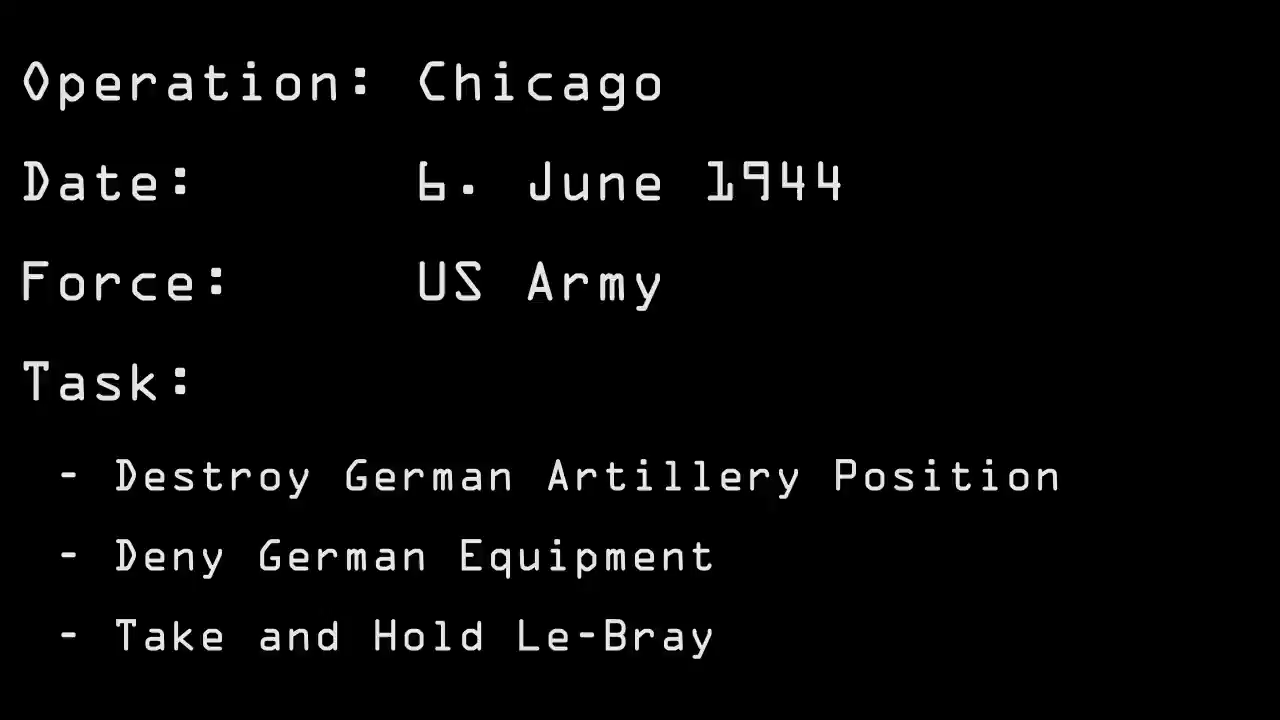 Operation: Chicago
Date: 6. June 1944
Force: US Army
Task:
- Destroy German Artillery Position
- Deny German Equipment
- Take and Hold Le-Bray